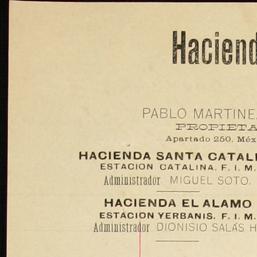 Haciend
PABLO MARTINE
PROPIETA
Apartado 250. Méx
HACIENDA SANTA CATALI
ESTACION CATALINA. F. I. M.
Administrador MIGUEL SOTO.
HACIENDA EL ALAMO
ESTACION YERBANIS. F. I. M.
Administrador DIONISIO SALAS H